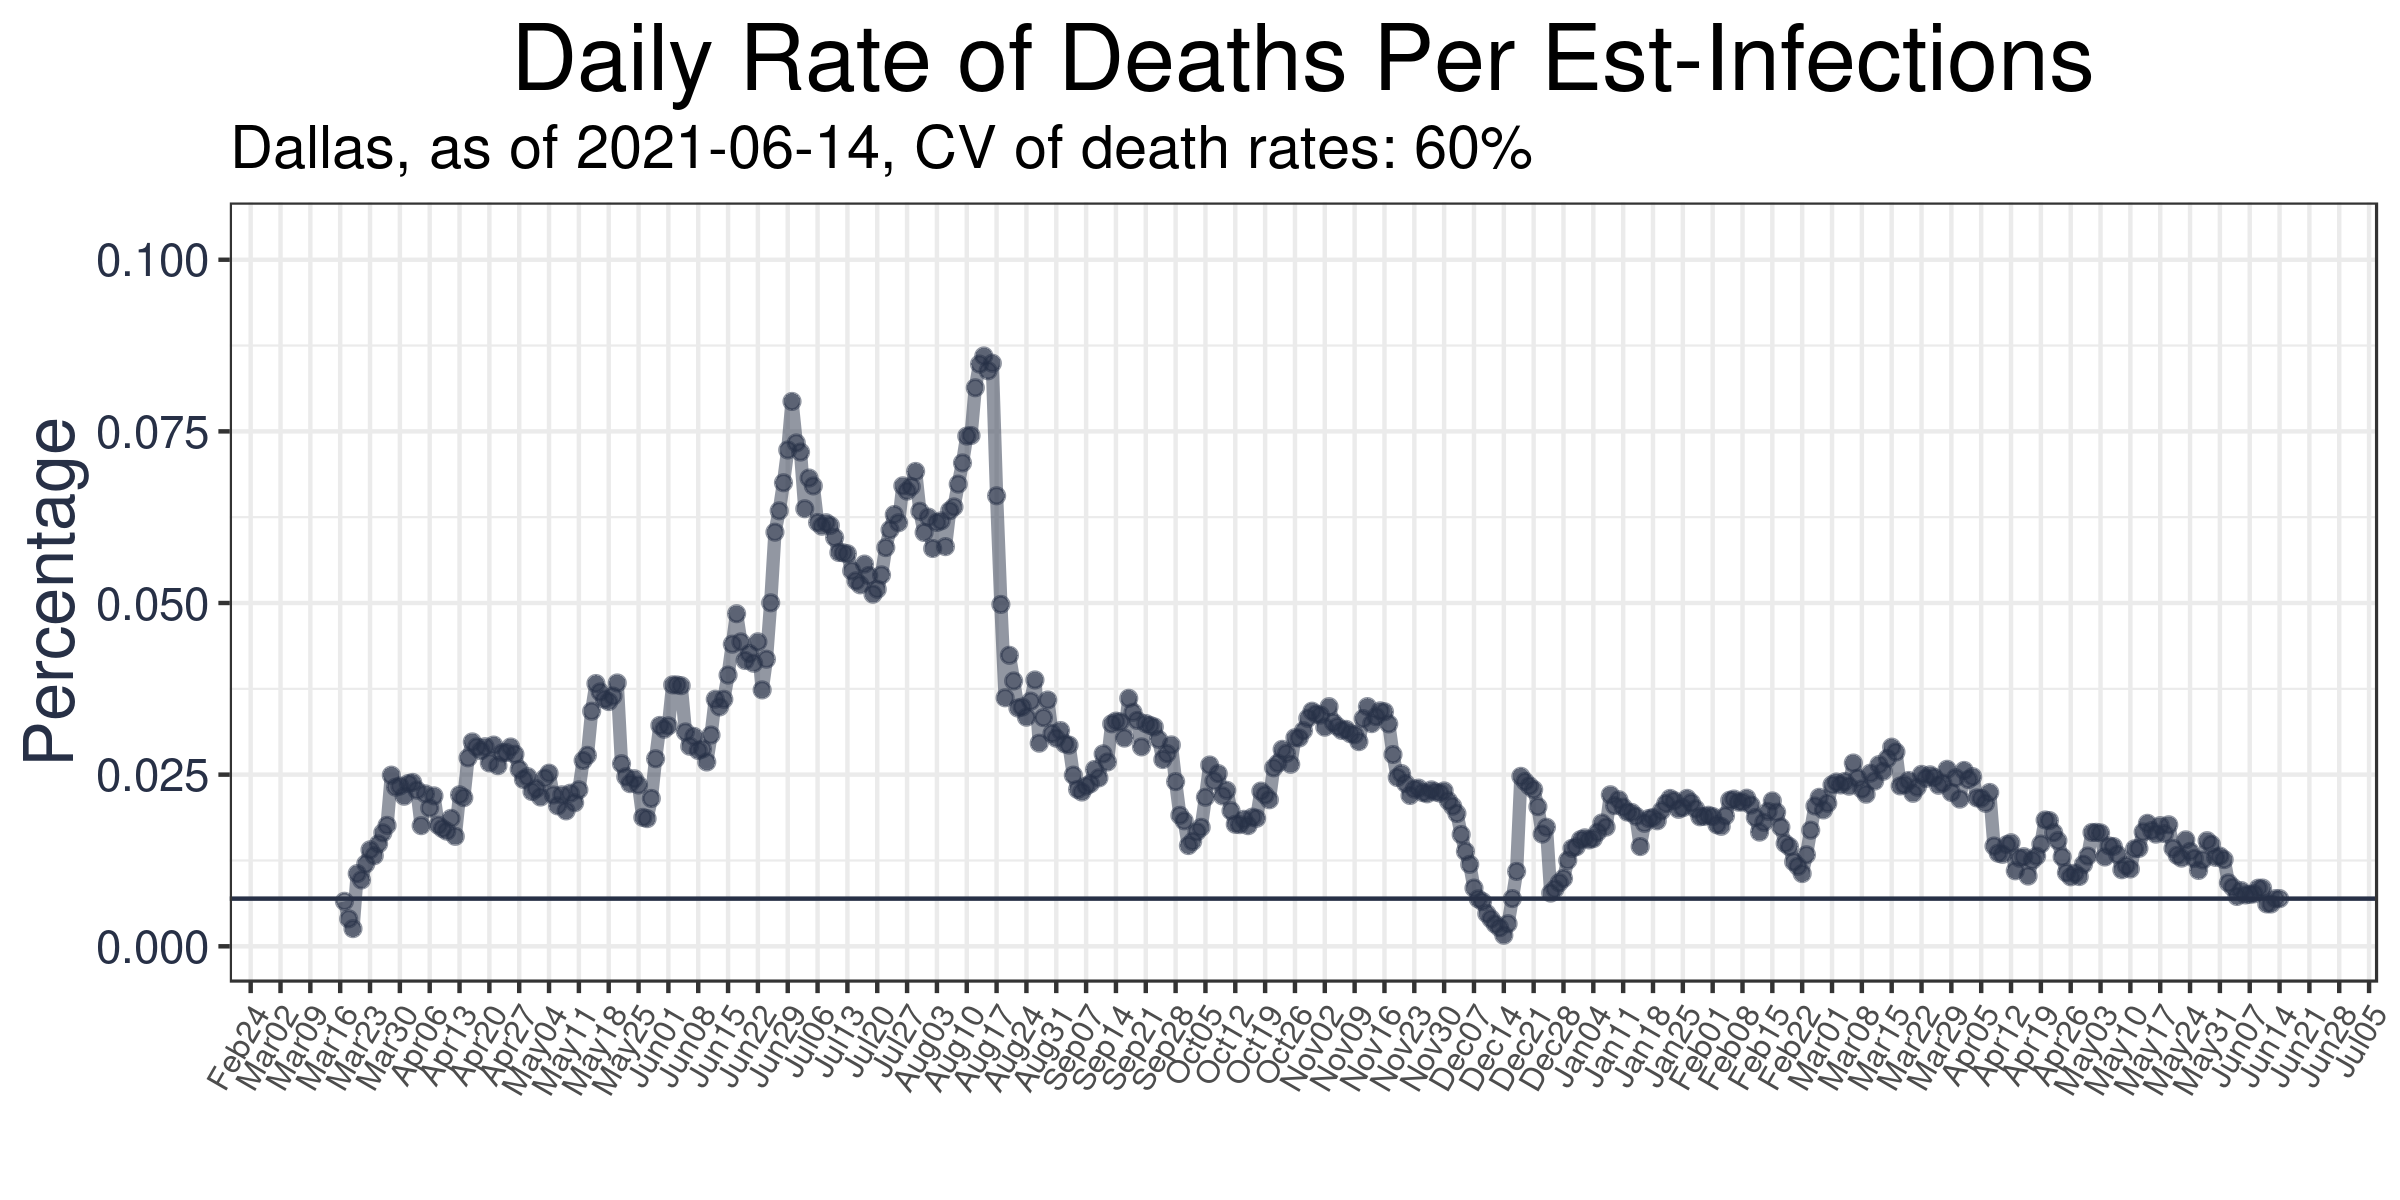 Daily Rate of Deaths Per Est-Infections
Dallas, as of 2021-06-14, CV of death rates: 60%
Percentage
0.100
0.075
0.050
0.025
0.000
Feb24
Mar02
Mar09
Mar16
Mar23
Mar30
Apr06
Apr13
Apr20
Apr27
May04
May11
May18
May25
Jun01
Jun08
Jun15
Jun22
Jun29
Jul06
Jul13
Jul20
Jul27
Aug03
Aug10
Aug17
Aug24
Aug31
Sep07
Sep14
Sep21
Sep28
Oct05
Oct12
Oct19
Oct26
Nov02
Nov09
Nov16
Nov23
Nov30
Dec07
Dec14
Dec21
Dec28
Jan04
Jan11
Jan18
Jan25
Feb01
Feb08
Feb15
Feb22
Mar01
Mar08
Mar15
Mar22
Mar29
Apr05
Apr12
Apr19
Apr26
May03
May10
May17
May24
May31
Jun07
Jun14
Jun21
Jun28
Jul05